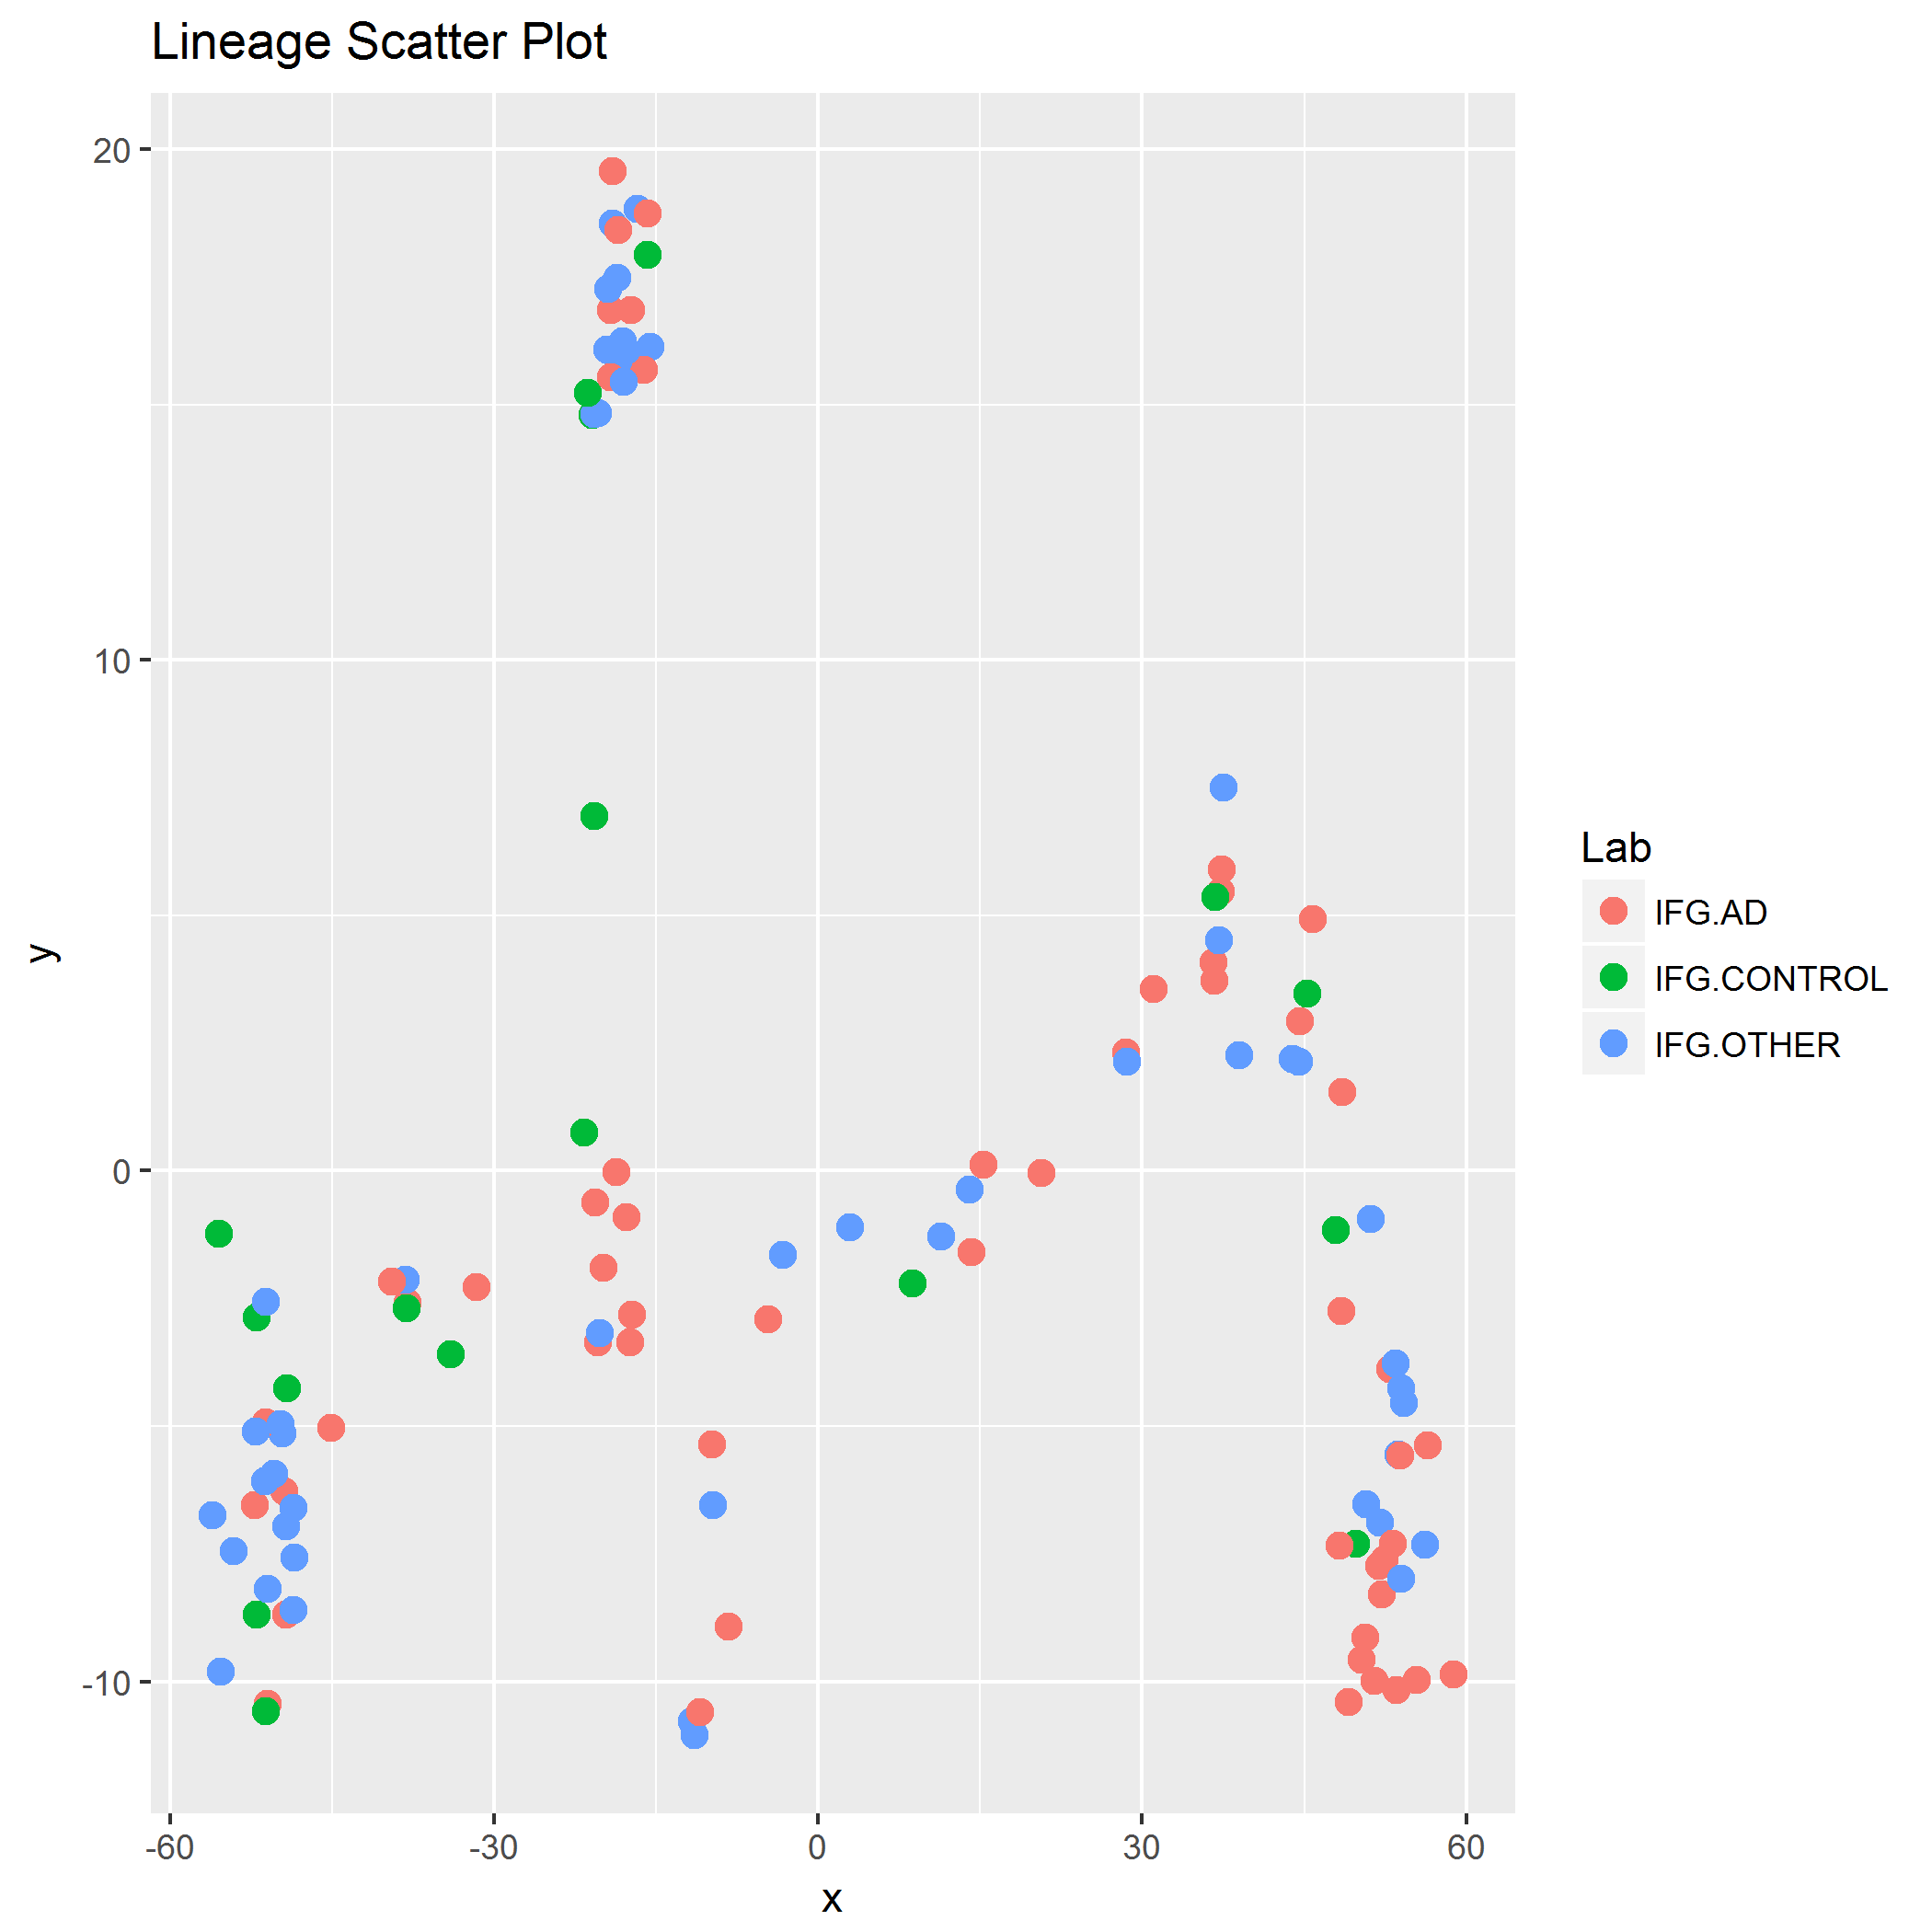 Lineage Scatter Plot
20
10
0
-10
y
-60 -30 0 30 60
x
Lab
IFG.AD
IFG.CONTROL
IFG.OTHER